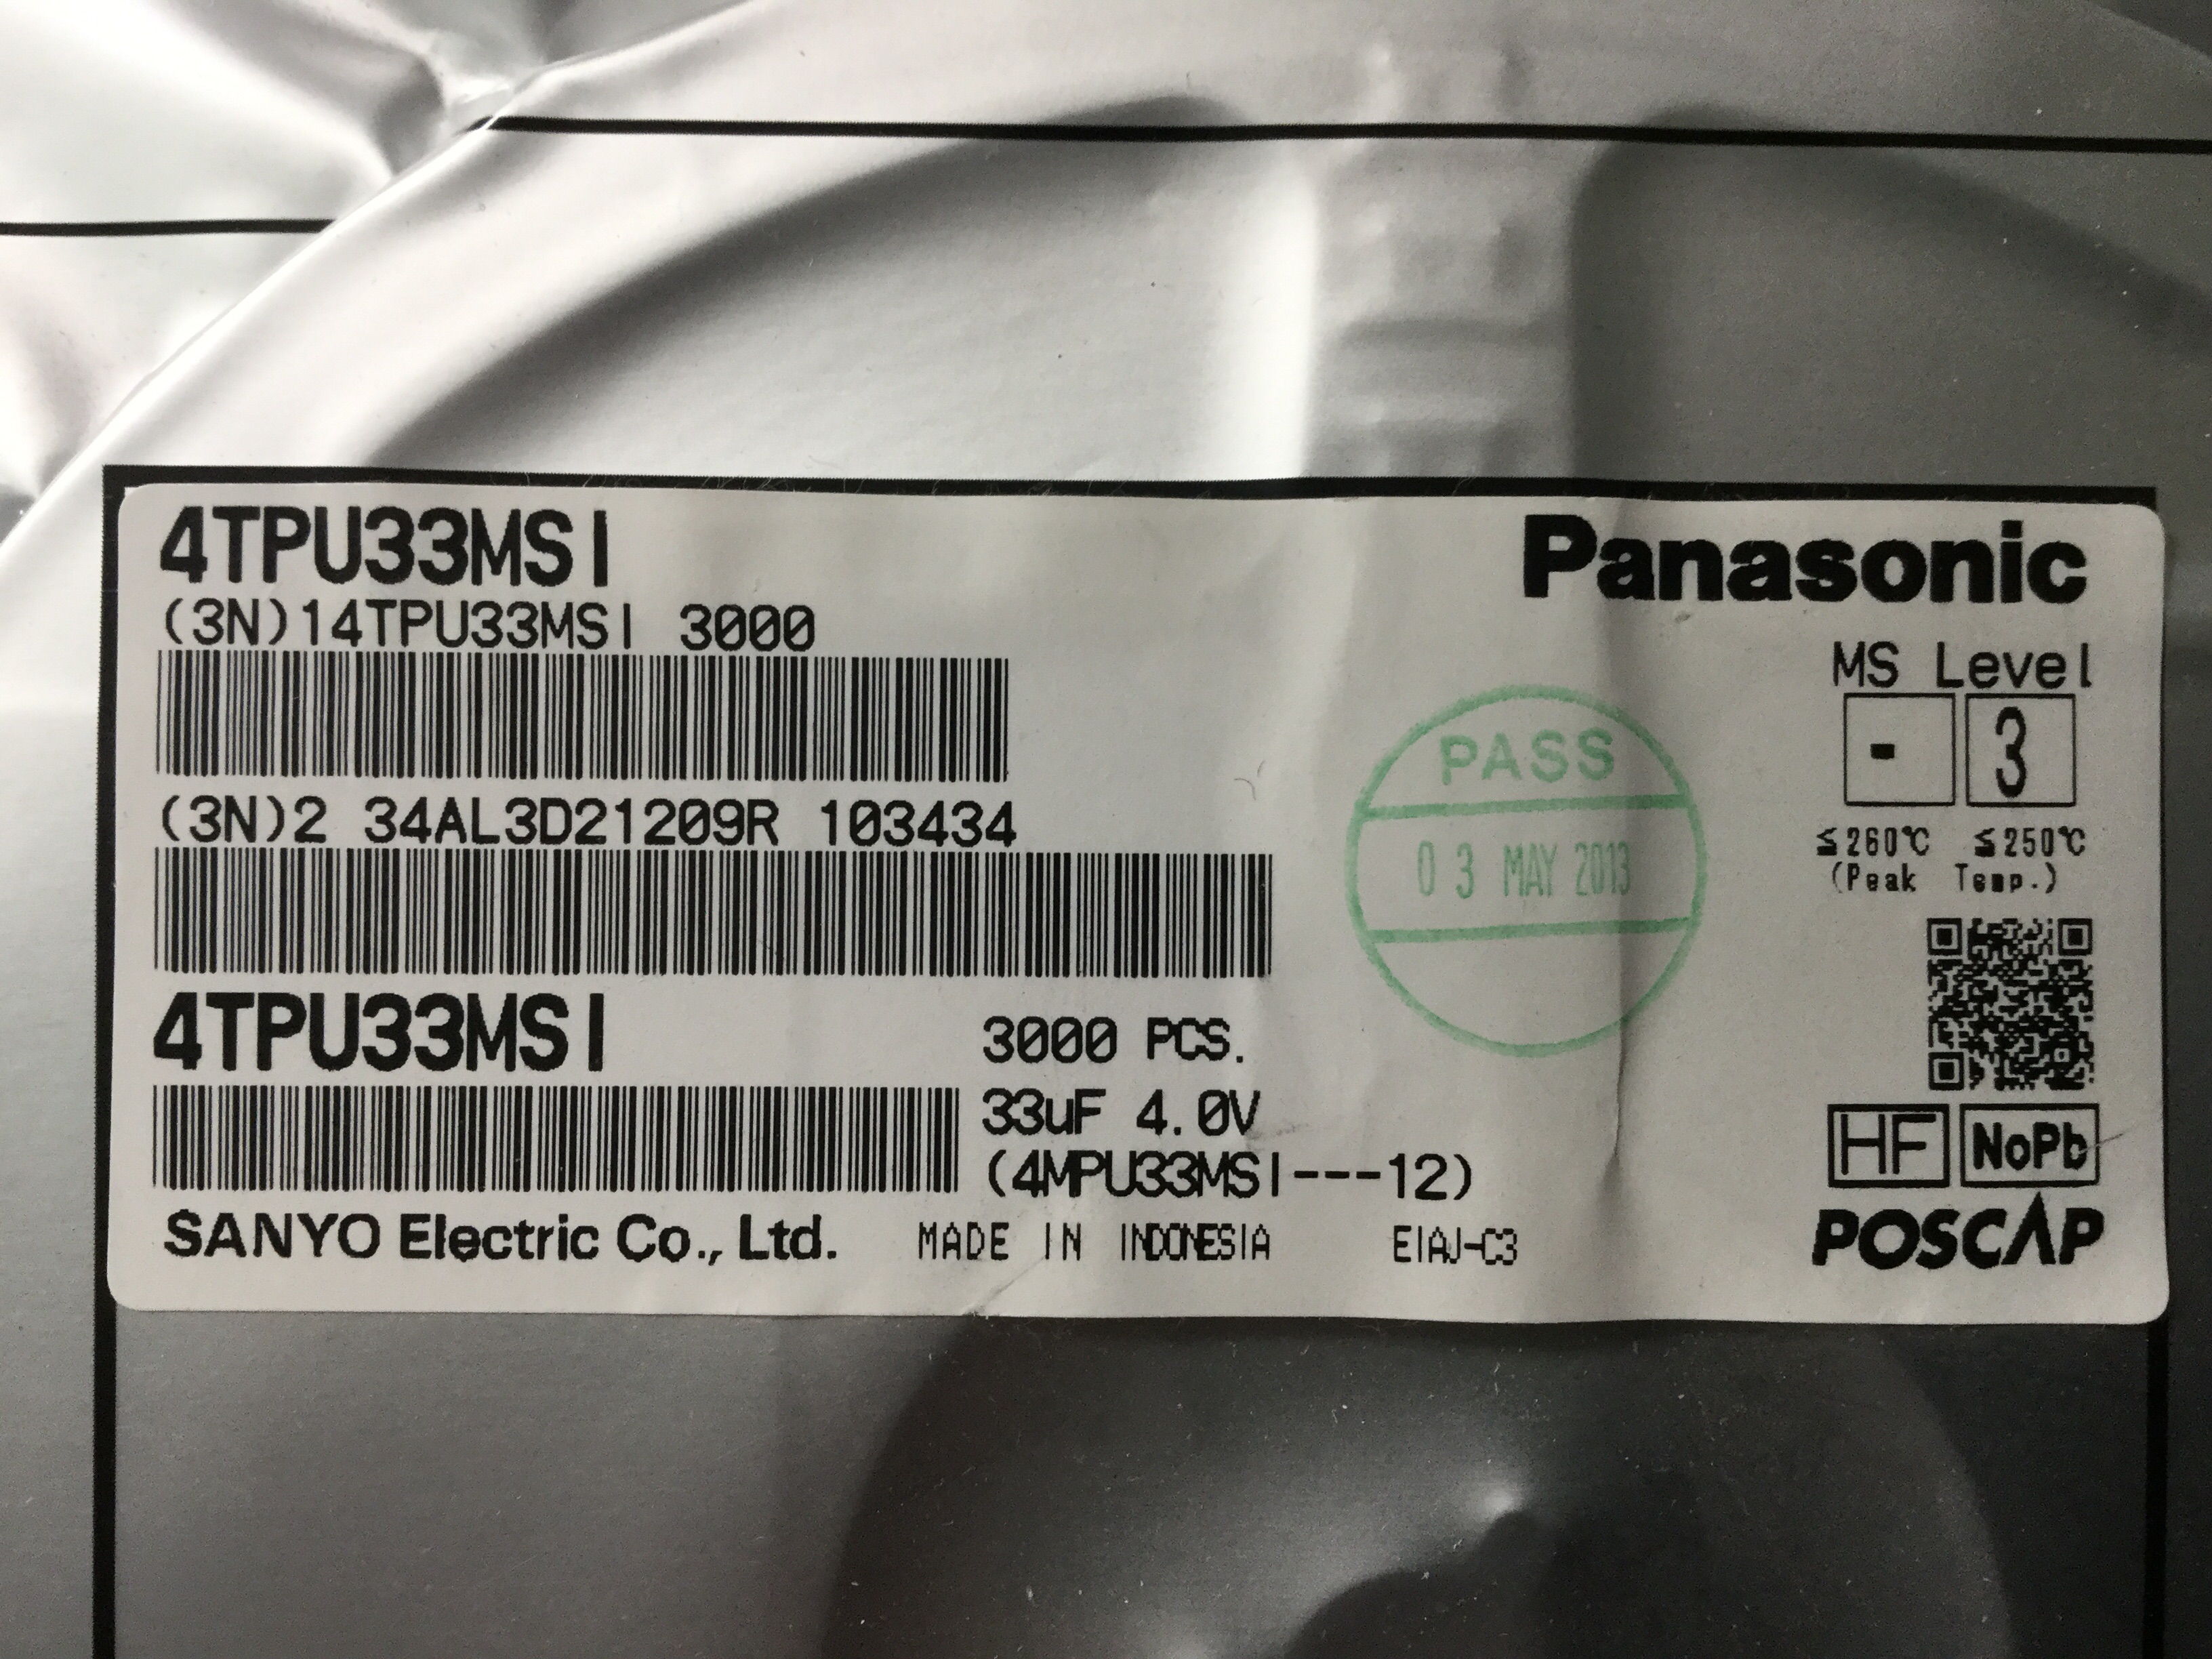 4TPU33MSI
Panasonic
(3N)14TPU33MSI 3000
MS Level
- 3
≦260℃ ≦250℃
(Peak Temp.)
(3N)2 34AL3D21209R 103434
PASS
03 MAY 2013
4TPU33MSI
3000 PCS.
33uF 4.0V
(4MPU33MSI---12)
HF NoPb
POSCAP
SANYO Electric Co., Ltd. MADE IN INDONESIA EIAJ-C3